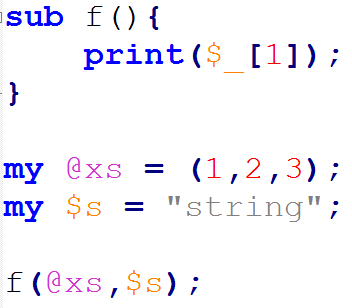 sub f(){
    print($_[1]);
}
my @xs = (1,2,3);
my $s = "string";
f(@xs,$s);